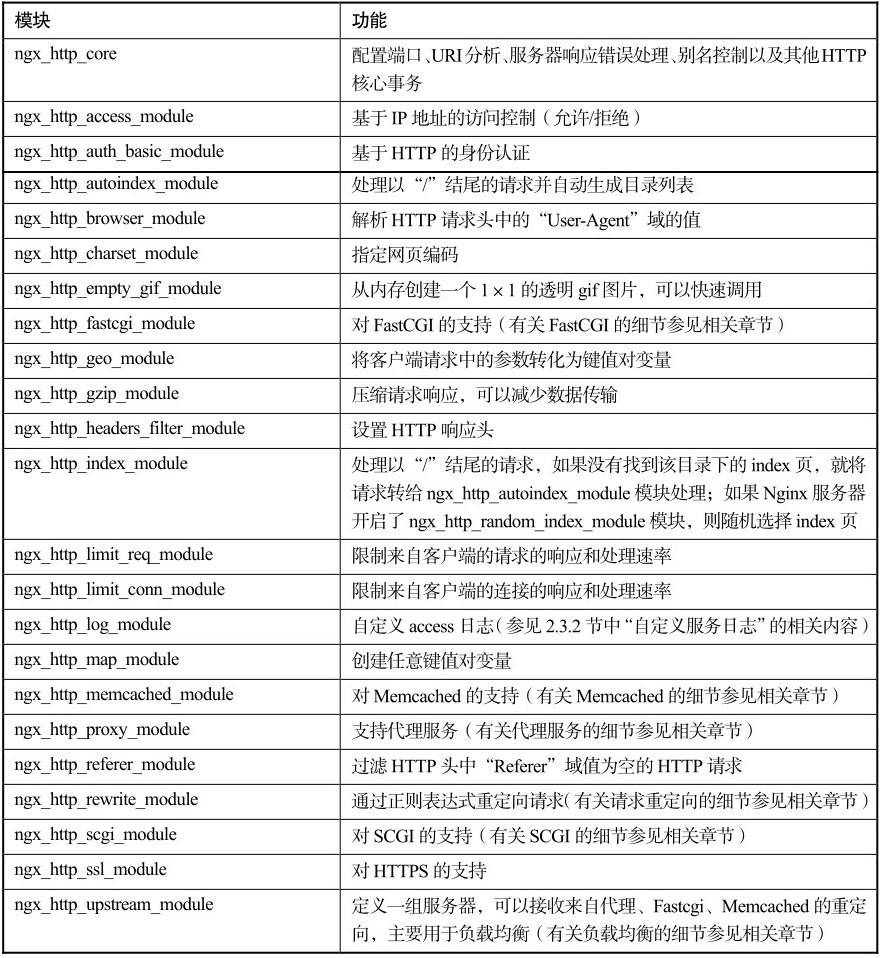 模块
功能
ngx_http_core
配置端口、URI分析、服务器响应错误处理、别名控制以及其他HTTP
核心事务
ngx_http_access_module
基于 IP 地址的访问控制（允许/拒绝）
ngx_http_auth_basic_module
基于 HTTP 的身份认证
ngx_http_autoindex_module
处理以“/”结尾的请求并自动生成目录列表
ngx_http_browser_module
解析 HTTP 请求头中的“User-Agent”域的值
ngx_http_charset_module
指定网页编码
ngx_http_empty_gif_module
从内存创建一个 1 × 1 的透明 gif 图片，可以快速调用
ngx_http_fastcgi_module
对 FastCGI 的支持（有关 FastCGI 的细节参见相关章节）
ngx_http_geo_module
将客户端请求中的参数转化为键值对变量
ngx_http_gzip_module
压缩请求响应，可以减少数据传输
ngx_http_headers_filter_module
设置 HTTP 响应头
ngx_http_index_module
处理以“/”结尾的请求，如果没有找到该目录下的 index 页，就将
请求转给 ngx_http_autoindex_module 模块处理；如果 Nginx 服务器
开启了 ngx_http_random_index_module 模块，则随机选择 index 页
ngx_http_limit_req_module
限制来自客户端的请求的响应和处理速率
ngx_http_limit_conn_module
限制来自客户端的连接的响应和处理速率
ngx_http_log_module
自定义 access 日志（参见 2.3.2 节中“自定义服务日志”的相关内容）
ngx_http_map_module
创建任意键值对变量
ngx_http_memcached_module
对 Memcached 的支持（有关 Memcached 的细节参见相关章节）
ngx_http_proxy_module
支持代理服务（有关代理服务的细节参见相关章节）
ngx_http_referer_module
过滤 HTTP 头中“Referer”域值为空的 HTTP 请求
ngx_http_rewrite_module
通过正则表达式重定向请求（有关请求重定向的细节参见相关章节）
ngx_http_scgi_module
对 SCGI 的支持（有关 SCGI 的细节参见相关章节）
ngx_http_ssl_module
对 HTTPS 的支持
ngx_http_upstream_module
定义一组服务器，可以接收来自代理、Fastcgi、Memcached 的重定
向，主要用于负载均衡（有关负载均衡的细节参见相关章节）